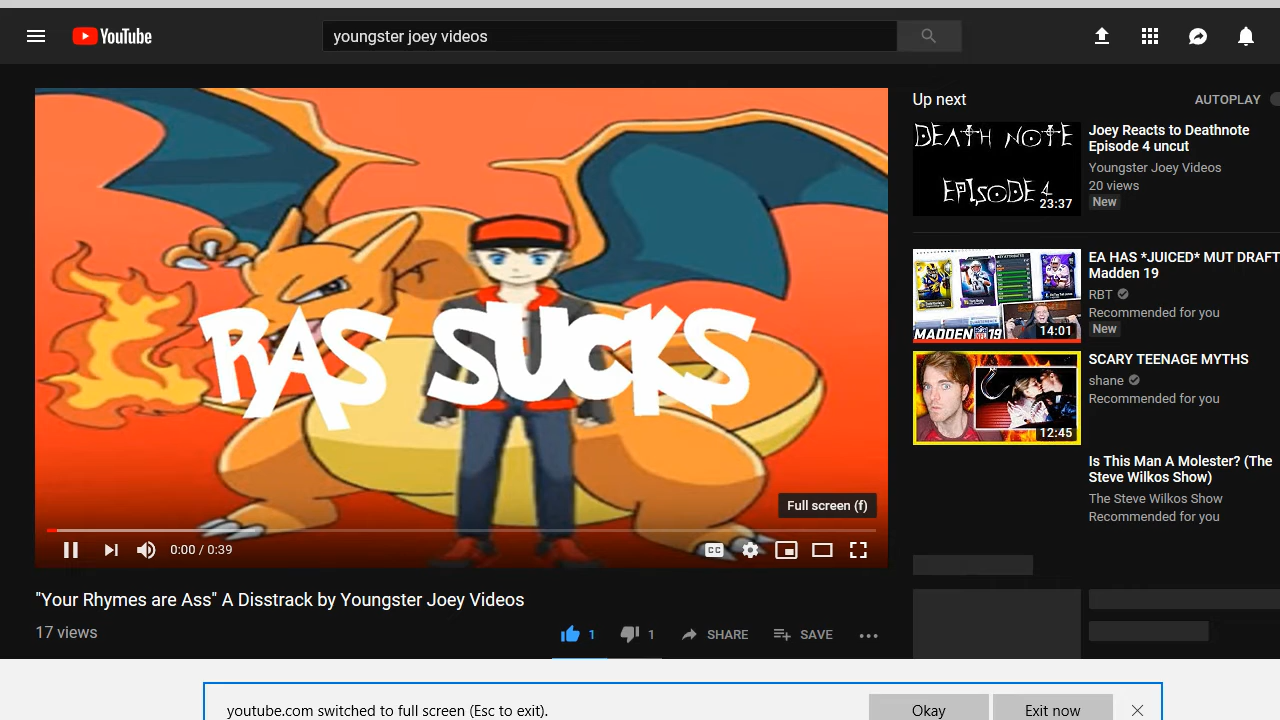 YouTube
youngster joey videos
RAS SUCKS
Full screen (f)
0:00 / 0:39
CC
"Your Rhymes are Ass" A Disstrack by Youngster Joey Videos
17 views
1
1
SHARE
SAVE
Up next
AUTOPLAY
DEATH NOTE
EPISODE 4
23:37
Joey Reacts to Deathnote
Episode 4 uncut
Youngster Joey Videos
20 views
New
MADDEN 19
14:01
EA HAS *JUICED* MUT DRAFT
Madden 19
RBT
Recommended for you
New
12:45
SCARY TEENAGE MYTHS
shane
Recommended for you
Is This Man A Molester? (The
Steve Wilkos Show)
The Steve Wilkos Show
Recommended for you
youtube.com switched to full screen (Esc to exit).
Okay
Exit now